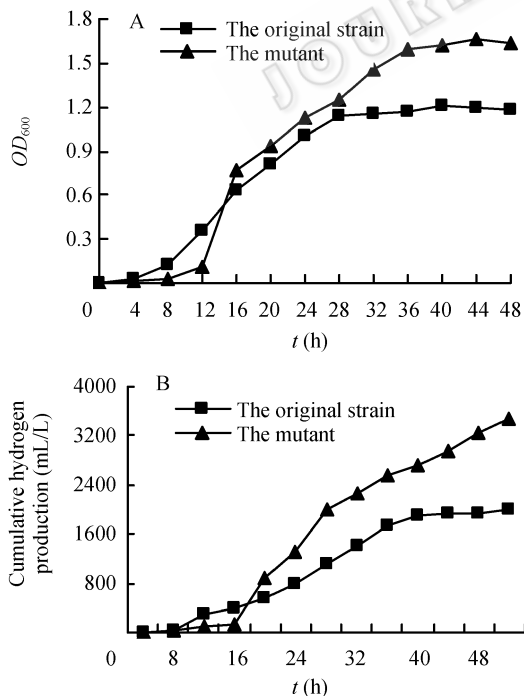 JOUR
A
The original strain
The mutant
1.8
1.5
1.2
0.9
0.6
0.3
OD600
0 4 8 12 16 20 24 28 32 36 40 44 48
t (h)
B
The original strain
The mutant
4000
3200
2400
1600
800
Cumulative hydrogen
production (mL/L)
0 8 16 24 32 40 48
t (h)